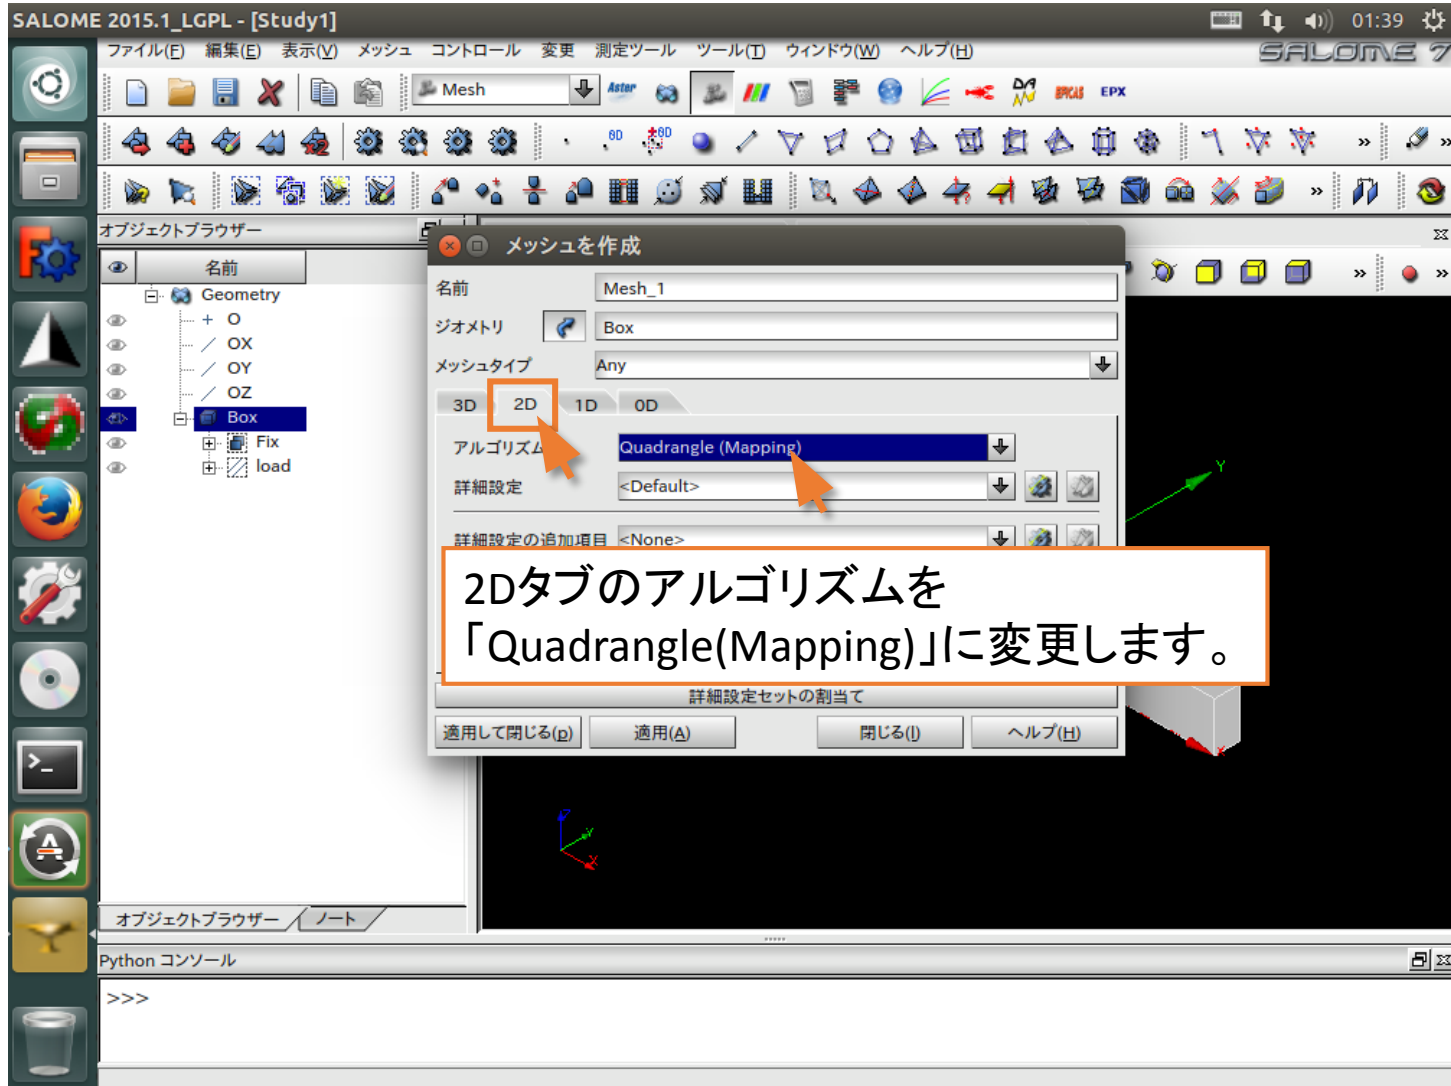 SALOME 2015.1_LGPL - [Study1]
01:39
ファイル(F) 編集(E) 表示(V) メッシュ コントロール 変更 測定ツール ツール(T) ウィンドウ(W) ヘルプ(H)
SALOME 7
Mesh
Aster
EFICAS
EPX
0D
0D
オブジェクトブラウザー
名前
Geometry
O
OX
OY
OZ
Box
Fix
load
メッシュを作成
名前
Mesh_1
ジオメトリ
Box
メッシュタイプ
Any
3D 2D 1D 0D
アルゴリズム
Quadrangle (Mapping)
詳細設定
<Default>
詳細設定の追加項目
<None>
2Dタブのアルゴリズムを
「Quadrangle(Mapping)」に変更します。
詳細設定セットの割当て
適用して閉じる(p) 適用(A) 閉じる(l) ヘルプ(H)
Y
X
Z
Y
X
オブジェクトブラウザー ノート
Python コンソール
>>>